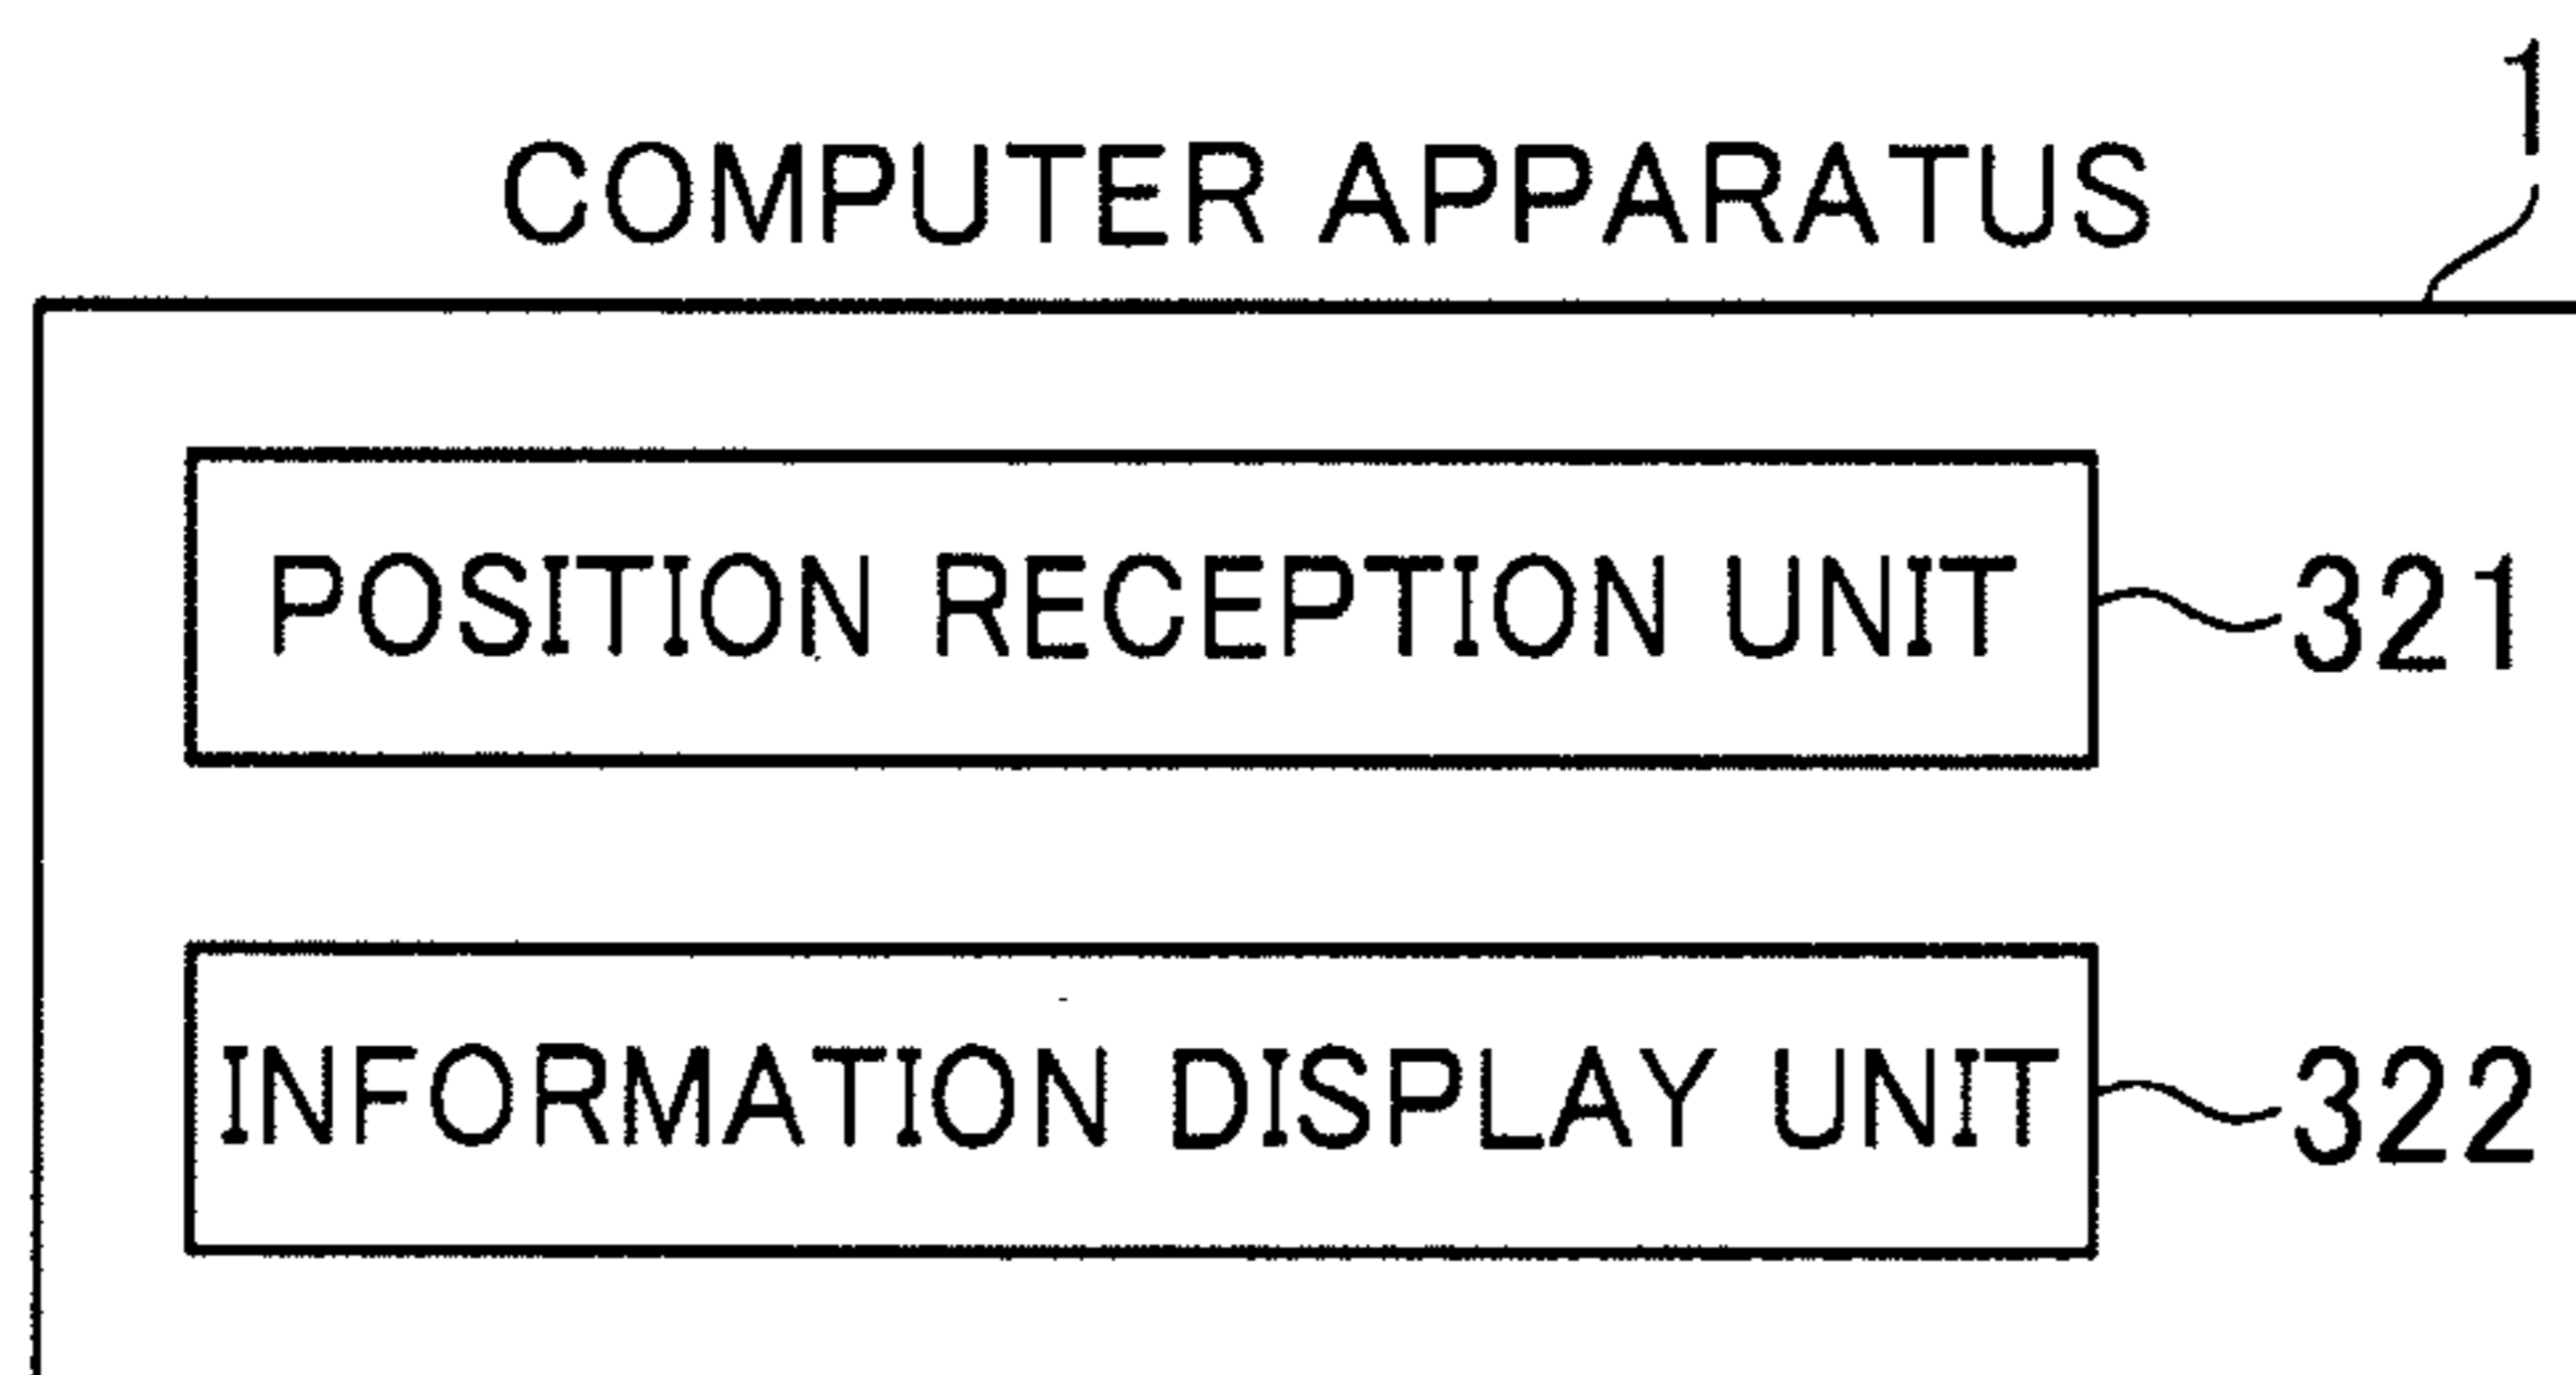 1
COMPUTER APPARATUS
POSITION RECEPTION UNIT 321
INFORMATION DISPLAY UNIT 322